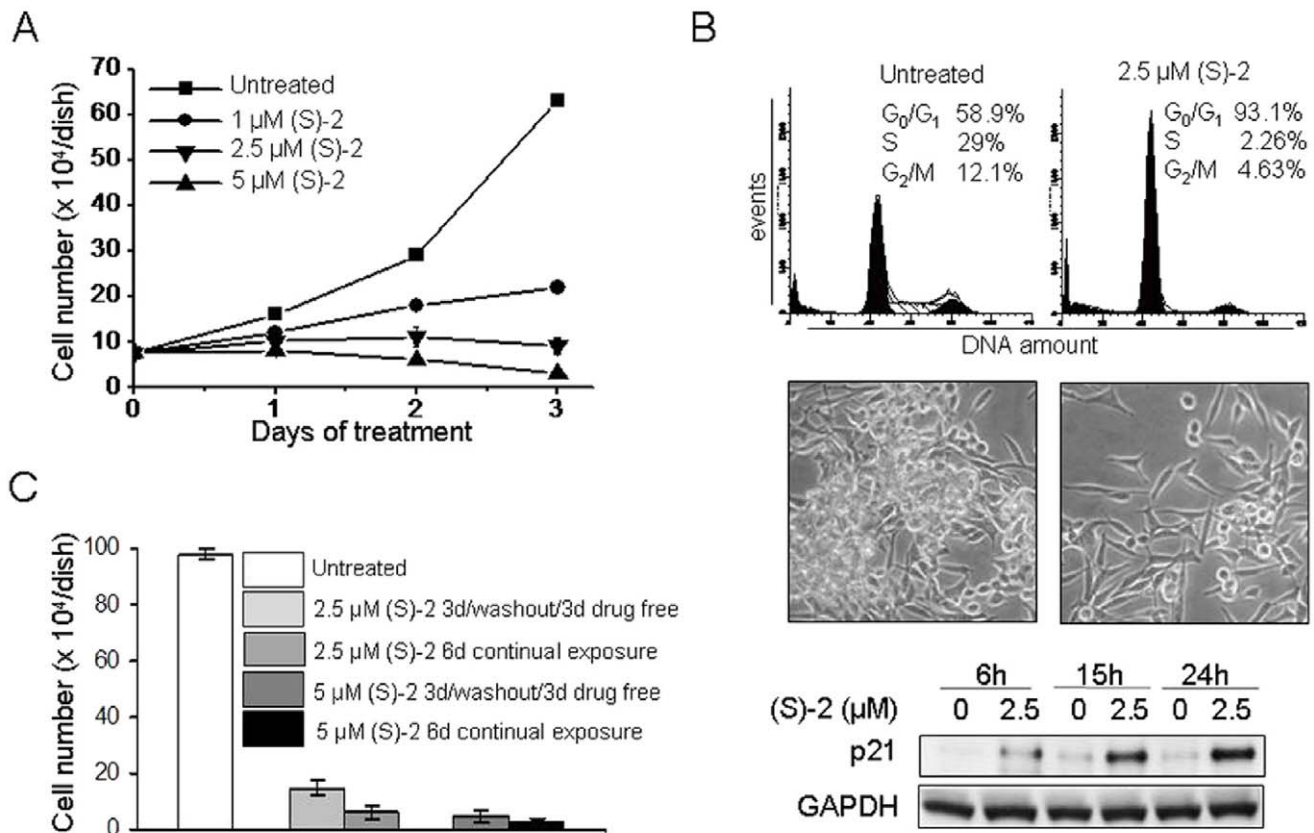 A
70
60
50
40
30
20
10
0
Cell number (x 10⁴/dish)
Untreated
1 µM (S)-2
2.5 µM (S)-2
5 µM (S)-2
0 1 2 3
Days of treatment
B
Untreated
G₀/G₁ 58.9%
S 29%
G₂/M 12.1%
2.5 µM (S)-2
G₀/G₁ 93.1%
S 2.26%
G₂/M 4.63%
events
DNA amount
C
100
80
60
40
20
0
Cell number (x 10⁴/dish)
Untreated
2.5 µM (S)-2 3d/washout/3d drug free
2.5 µM (S)-2 6d continual exposure
5 µM (S)-2 3d/washout/3d drug free
5 µM (S)-2 6d continual exposure
6h 15h 24h
(S)-2 (µM) 0 2.5 0 2.5 0 2.5
p21
GAPDH